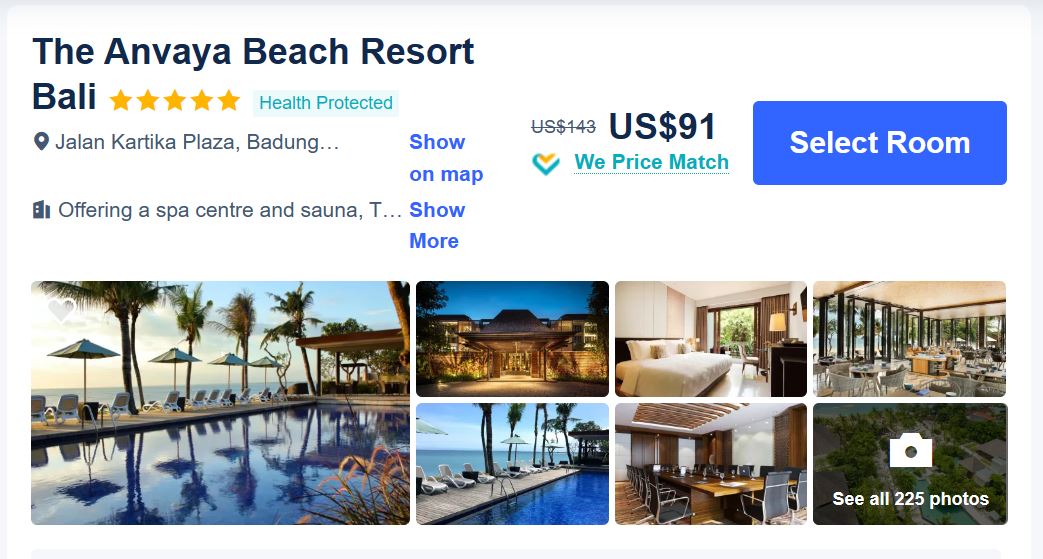 The Anvaya Beach Resort
Bali
Health Protected
Jalan Kartika Plaza, Badung…
Show
on map
Offering a spa centre and sauna, T…
Show
More
US$143 US$91
We Price Match
Select Room
See all 225 photos